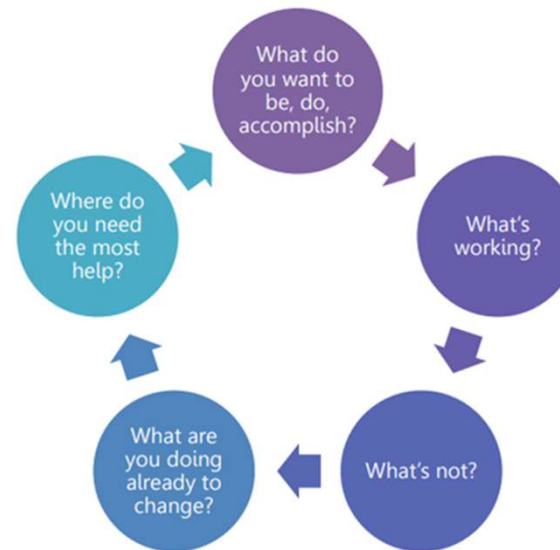 What do
you want to
be, do,
accomplish?
What's
working?
What's not?
What are
you doing
already to
change?
Where do
you need
the most
help?